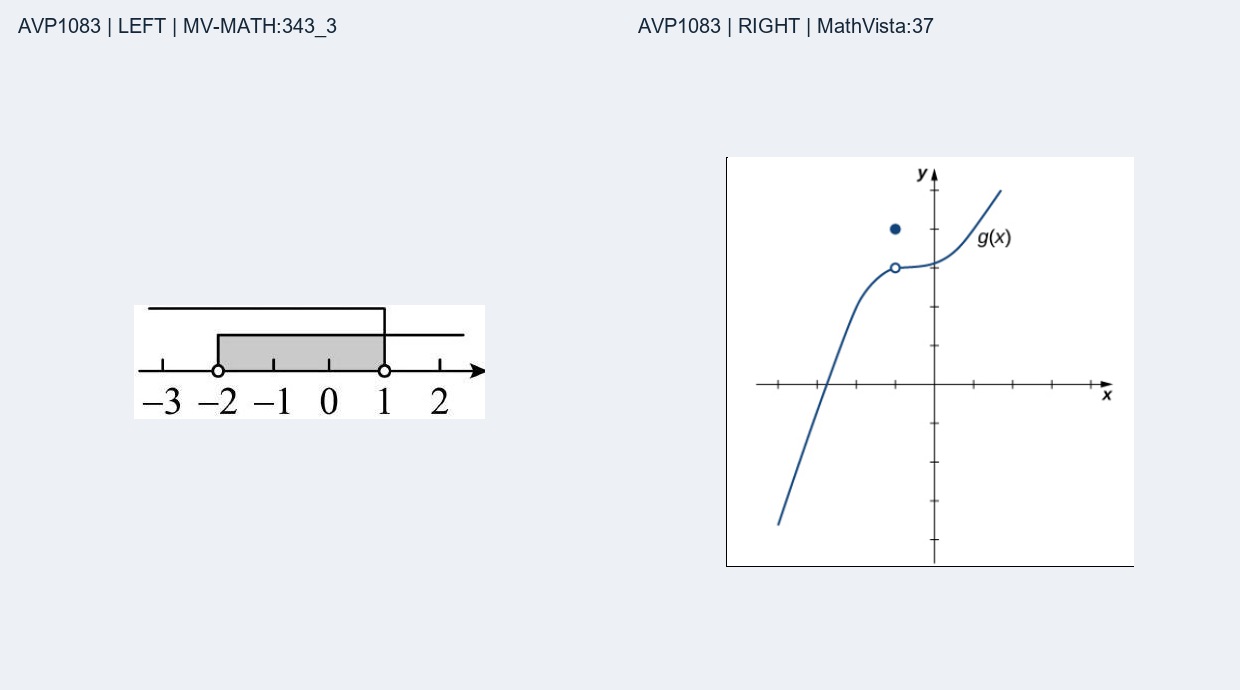 AVP1083 | LEFT | MV-MATH:343_3
AVP1083 | RIGHT | MathVista:37
−3 −2 −1 0 1 2
y
g(x)
x